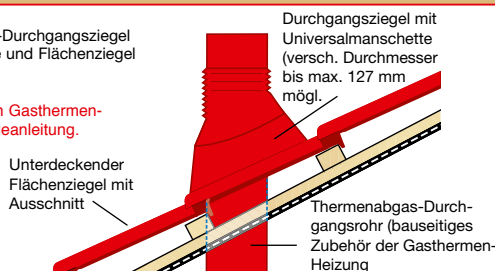 -Durchgangsziegel
e und Flächenziegel
n Gasthermen-
eanleitung.
Unterdeckender
Flächenziegel mit
Ausschnitt
Durchgangsziegel mit
Universalmanschette
(versch. Durchmesser
bis max. 127 mm
mögl.
Thermenabgas-Durch-
gangsrohr (bauseitiges
Zubehör der Gasthermen-
Heizung